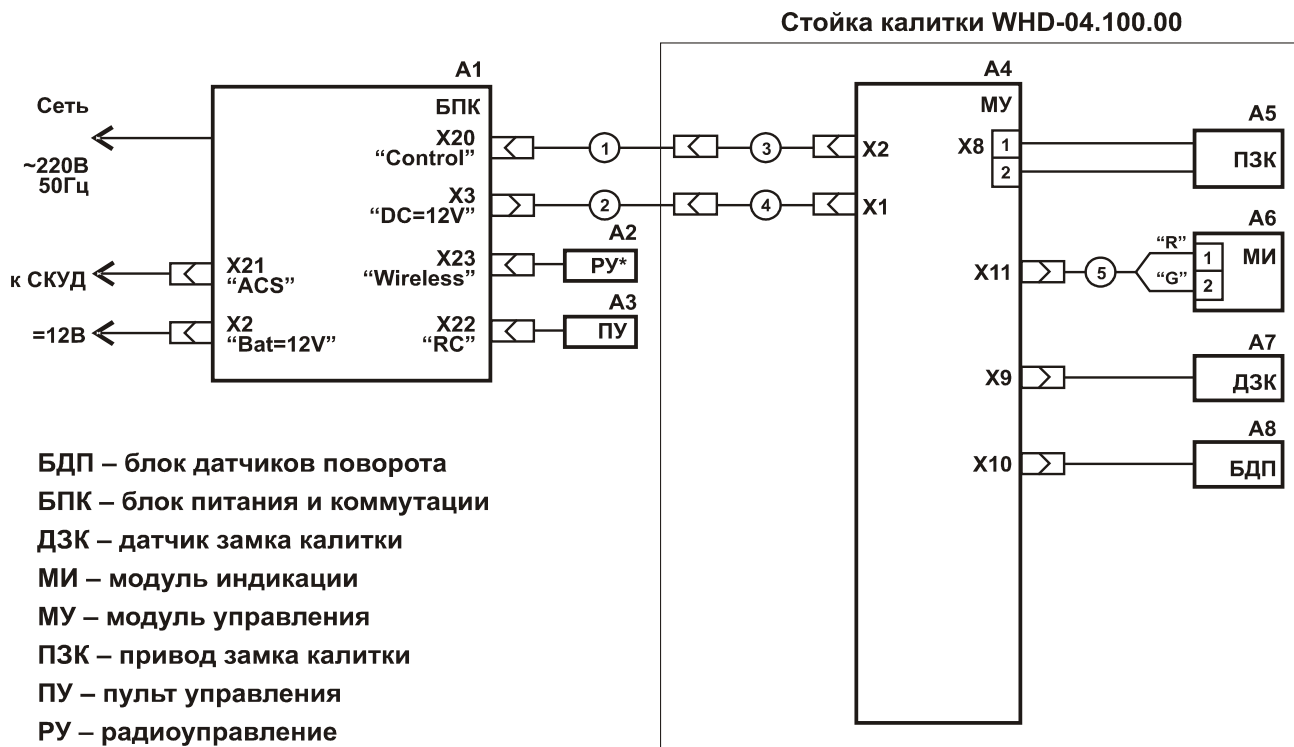 Стойка калитки WHD-04.100.00
A1
A4
Сеть
~220В
50Гц
БПК
X20
“Control”
1
3
X2
МУ
X8
1
2
A5
ПЗК
X3
“DC=12V”
2
4
X1
A2
X23
“Wireless”
РУ*
A6
“R”
1
МИ
“G”
2
X11
5
к СКУД
X21
“ACS”
A3
X22
“RC”
ПУ
=12В
X2
“Bat=12V”
A7
X9
ДЗК
A8
X10
БДП
БДП – блок датчиков поворота
БПК – блок питания и коммутации
ДЗК – датчик замка калитки
МИ – модуль индикации
МУ – модуль управления
ПЗК – привод замка калитки
ПУ – пульт управления
РУ – радиоуправление